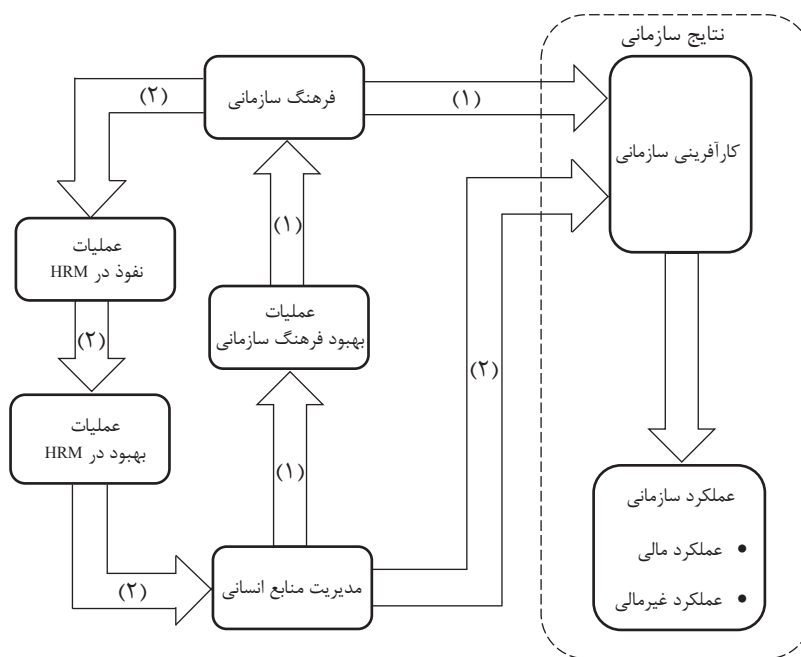 نتایج سازمانی
فرهنگ سازمانی
(۲)
(۱)
کارآفرینی سازمانی
عملیات
نفوذ در HRM
(۱)
عملیات
بهبود فرهنگ سازمانی
(۲)
(۲)
عملیات
بهبود در HRM
(۱)
عملکرد سازمانی
• عملکرد مالی
• عملکرد غیرمالی
(۲)
مدیریت منابع انسانی